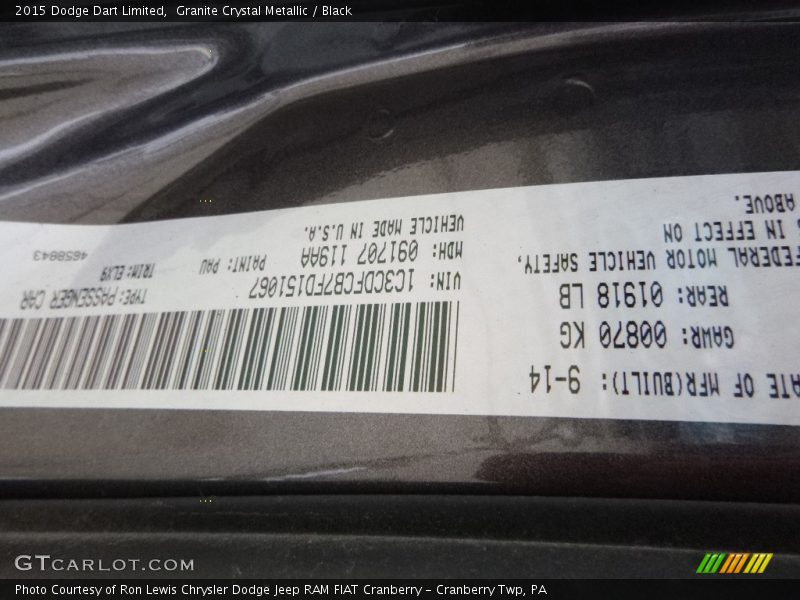 2015 Dodge Dart Limited, Granite Crystal Metallic / Black
ATE OF MFR(BUILT): 9-14
GAWR: 00870 KG
REAR: 01918 LB
FEDERAL MOTOR VEHICLE SAFETY,
S IN EFFECT ON
ABOVE.
VIN: 1C3CDFCB7FD151067
TYPE: PASSENGER CAR
MDH: 091707 119AA
PAINT: PAU
TRIM: ELX9
VEHICLE MADE IN U.S.A.
4658843
GTCARLOT.COM
Photo Courtesy of Ron Lewis Chrysler Dodge Jeep RAM FIAT Cranberry – Cranberry Twp, PA